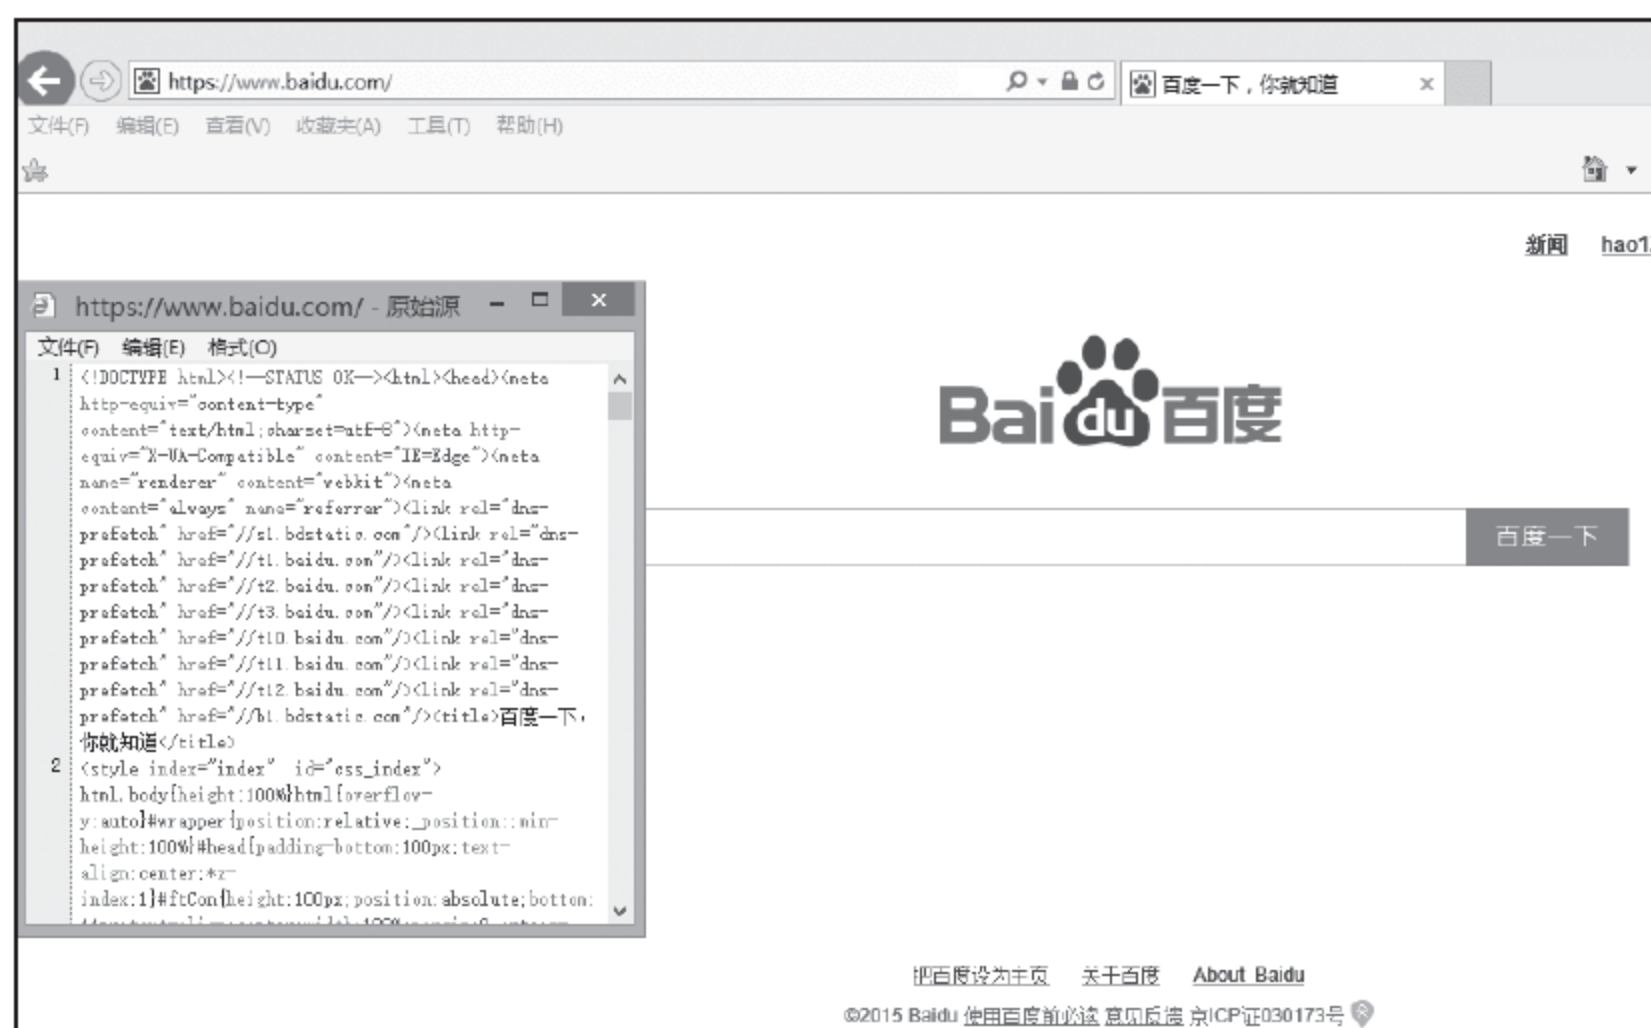 https://www.baidu.com/
百度一下，你就知道
文件(F) 编辑(E) 查看(V) 收藏夹(A) 工具(T) 帮助(H)
新闻 hao1
https://www.baidu.com/ - 原始源
文件(F) 编辑(E) 格式(O)
1 <!DOCTYPE html><!--STATUS OK--><html><head><meta
http-equiv="content-type"
content="text/html;charset=utf-8"><meta http-
equiv="X-UA-Compatible" content="IE=Edge"><meta
name="renderer" content="webkit"><meta
content="always" name="referrer"><link rel="dns-
prefetch" href="//s1.bdstatic.com"/><link rel="dns-
prefetch" href="//t1.baidu.com"/><link rel="dns-
prefetch" href="//t2.baidu.com"/><link rel="dns-
prefetch" href="//t3.baidu.com"/><link rel="dns-
prefetch" href="//t10.baidu.com"/><link rel="dns-
prefetch" href="//t11.baidu.com"/><link rel="dns-
prefetch" href="//t12.baidu.com"/><link rel="dns-
prefetch" href="//b1.bdstatic.com"/><title>百度一下，
你就知道</title>
2 <style index="index" id="css_index">
html,body{height:100%}html{overflow-
y:auto}#wrapper{position:relative;_position:;min-
height:100%}#head{padding-bottom:100px;text-
align:center;*z-
index:1}#ftCon{height:100px;position:absolute;bottom:
Bai du 百度
百度一下
把百度设为主页 关于百度 About Baidu
©2015 Baidu 使用百度前必读 意见反馈 京ICP证030173号